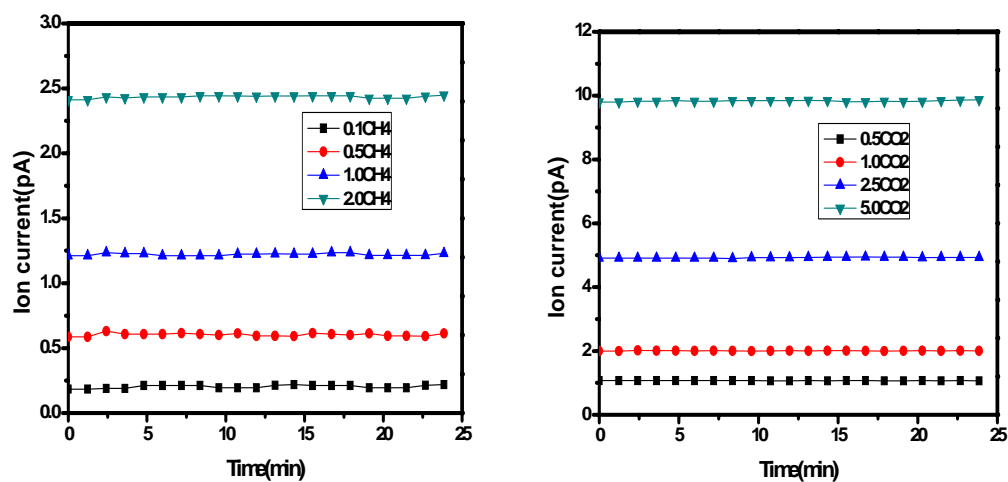 3.0
2.5
2.0
1.5
1.0
0.5
0.0
Ion current(pA)
0.1CH4
0.5CH4
1.0CH4
2.0CH4
0 5 10 15 20 25
Time(min)
12
10
8
6
4
2
0
Ion current(pA)
0.5CO2
1.0CO2
2.5CO2
5.0CO2
0 5 10 15 20 25
Time(min)